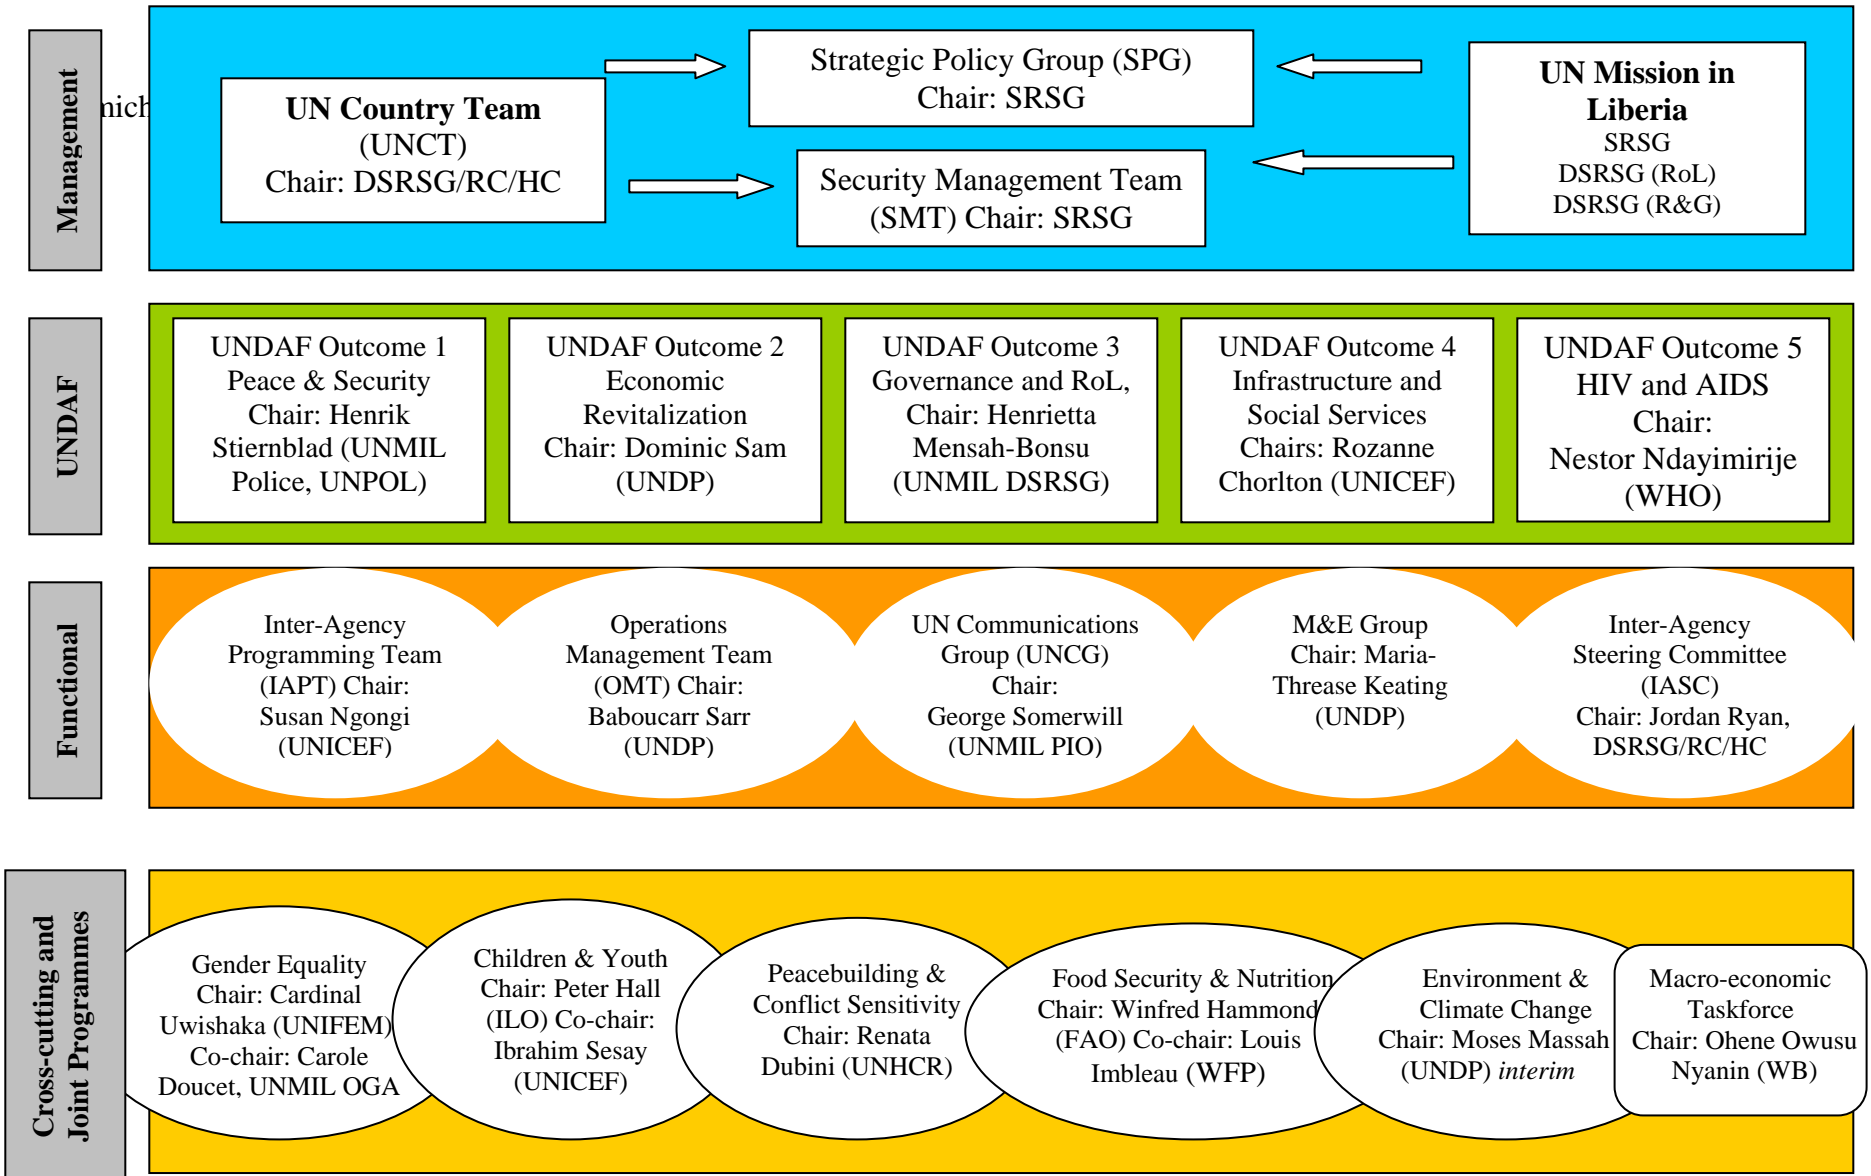 Management
mich
UN Country Team
(UNCT)
Chair: DSRSG/RC/HC
Strategic Policy Group (SPG)
Chair: SRSG
Security Management Team
(SMT) Chair: SRSG
UN Mission in
Liberia
SRSG
DSRSG (RoL)
DSRSG (R&G)
UNDAF
UNDAF Outcome 1
Peace & Security
Chair: Henrik
Stiernblad (UNMIL
Police, UNPOL)
UNDAF Outcome 2
Economic
Revitalization
Chair: Dominic Sam
(UNDP)
UNDAF Outcome 3
Governance and RoL,
Chair: Henrietta
Mensah-Bonsu
(UNMIL DSRSG)
UNDAF Outcome 4
Infrastructure and
Social Services
Chairs: Rozanne
Chorlton (UNICEF)
UNDAF Outcome 5
HIV and AIDS
Chair:
Nestor Ndayimirije
(WHO)
Functional
Inter-Agency
Programming Team
(IAPT) Chair:
Susan Ngongi
(UNICEF)
Operations
Management Team
(OMT) Chair:
Baboucarr Sarr
(UNDP)
UN Communications
Group (UNCG)
Chair:
George Somerwill
(UNMIL PIO)
M&E Group
Chair: Maria-
Threase Keating
(UNDP)
Inter-Agency
Steering Committee
(IASC)
Chair: Jordan Ryan,
DSRSG/RC/HC
Cross-cutting and
Joint Programmes
Gender Equality
Chair: Cardinal
Uwishaka (UNIFEM)
Co-chair: Carole
Doucet, UNMIL OGA
Children & Youth
Chair: Peter Hall
(ILO) Co-chair:
Ibrahim Sesay
(UNICEF)
Peacebuilding &
Conflict Sensitivity
Chair: Renata
Dubini (UNHCR)
Food Security & Nutrition
Chair: Winfred Hammond
(FAO) Co-chair: Louis
Imbleau (WFP)
Environment &
Climate Change
Chair: Moses Massah
(UNDP) interim
Macro-economic
Taskforce
Chair: Ohene Owusu
Nyanin (WB)